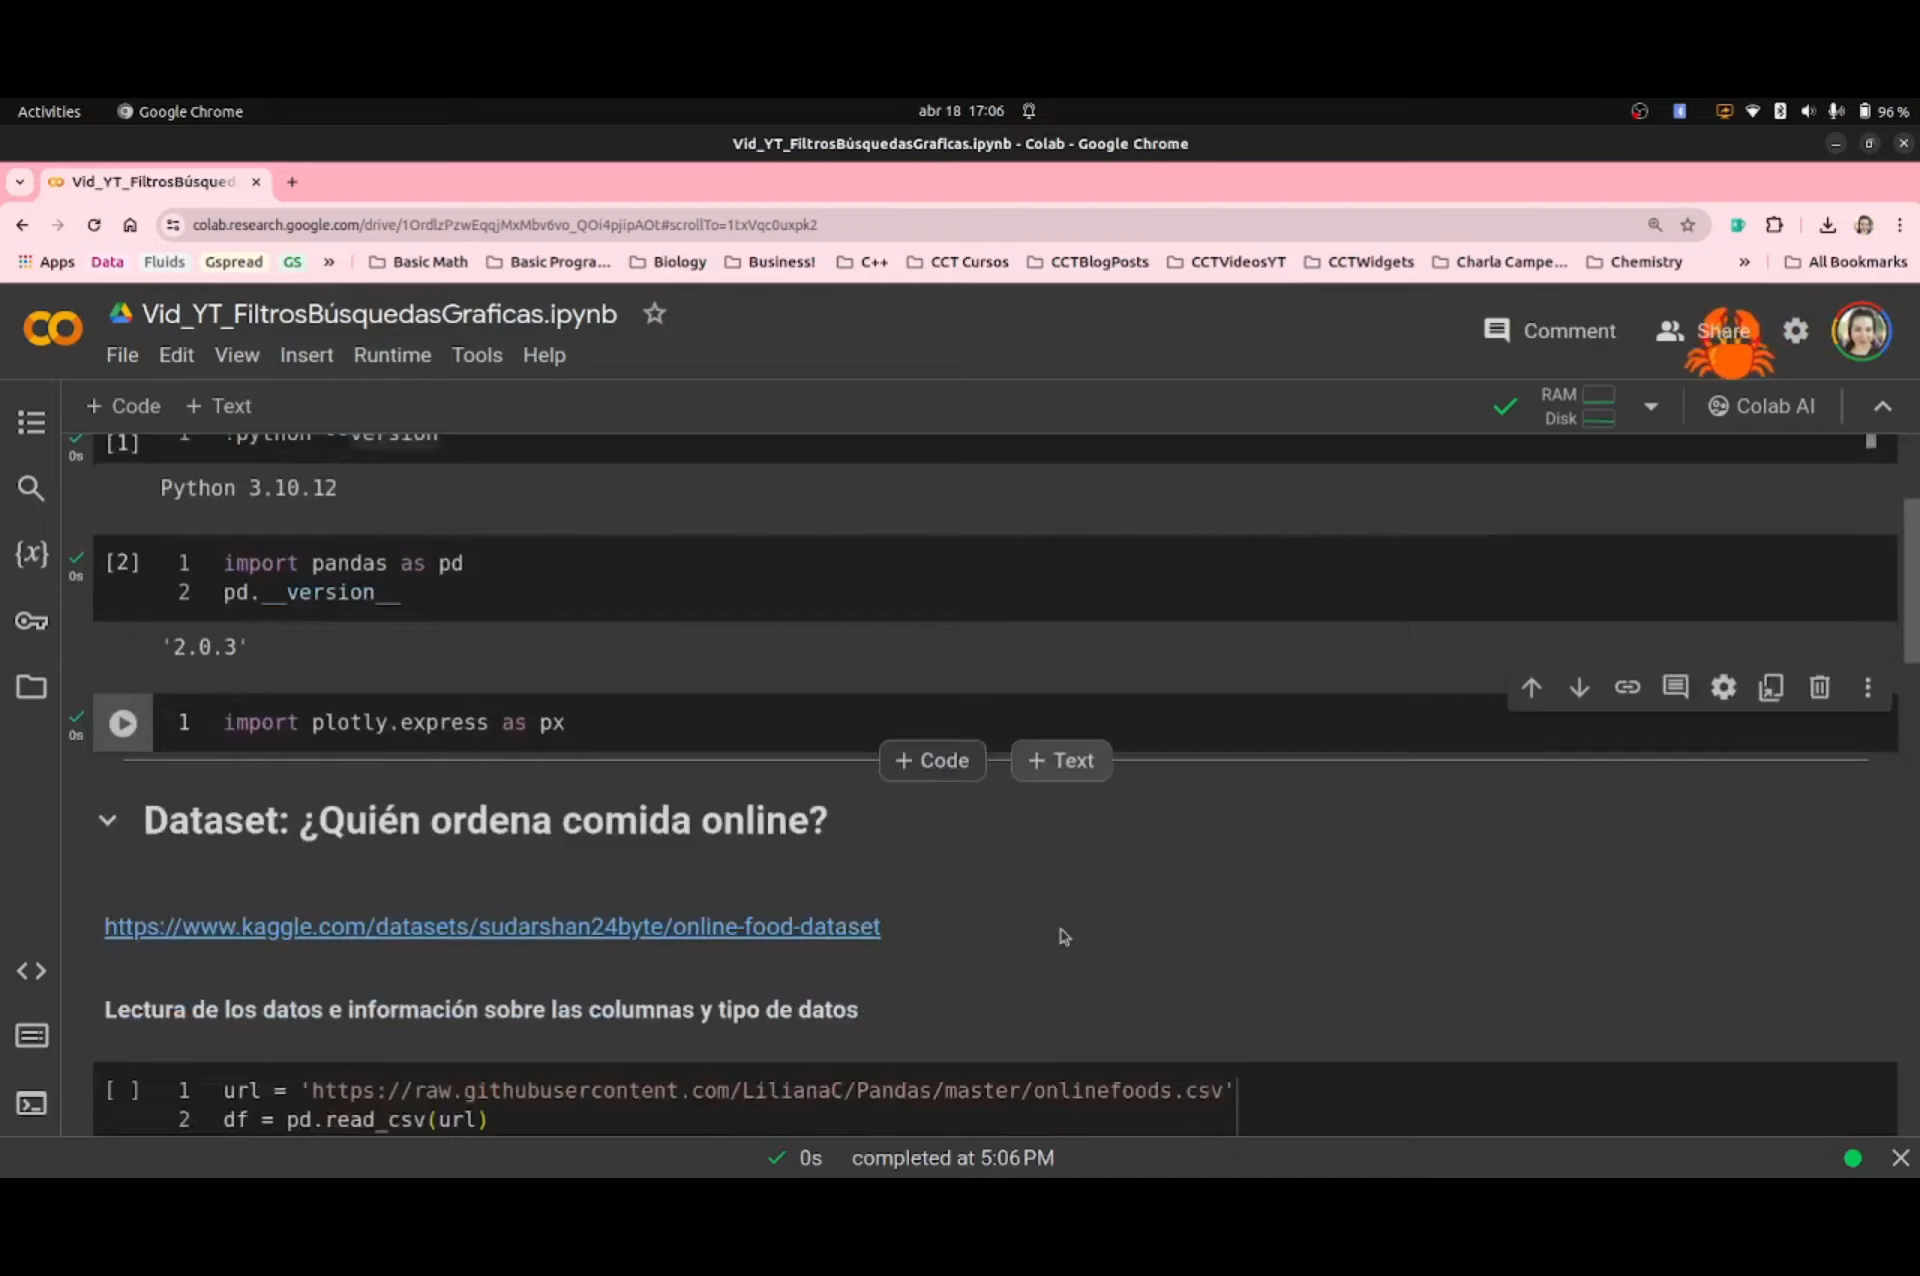 Activities Google Chrome abr 18 17:06 96 %
Vid_YT_FiltrosBúsquedasGraficas.ipynb - Colab - Google Chrome
Vid_YT_FiltrosBúsqued
colab.research.google.com/drive/1OrdlzPzwEqqjMxMbv6vo_QOi4pjipAOt#scrollTo=1txVqc0uxpk2
Apps Data Fluids Gspread GS » Basic Math Basic Progra... Biology Business! C++ CCT Cursos CCTBlogPosts CCTVideosYT CCTWidgets Charla Campe... Chemistry » All Bookmarks
Vid_YT_FiltrosBúsquedasGraficas.ipynb
Comment Share
File Edit View Insert Runtime Tools Help
+ Code + Text RAM Disk Colab AI
[1] 1 !python --version
0s
Python 3.10.12
[2] 1 import pandas as pd
0s
2 pd.__version__
'2.0.3'
1 import plotly.express as px
0s
+ Code + Text
Dataset: ¿Quién ordena comida online?
https://www.kaggle.com/datasets/sudarshan24byte/online-food-dataset
Lectura de los datos e información sobre las columnas y tipo de datos
[ ] 1 url = 'https://raw.githubusercontent.com/LilianaC/Pandas/master/onlinefoods.csv'
2 df = pd.read_csv(url)
0s completed at 5:06 PM